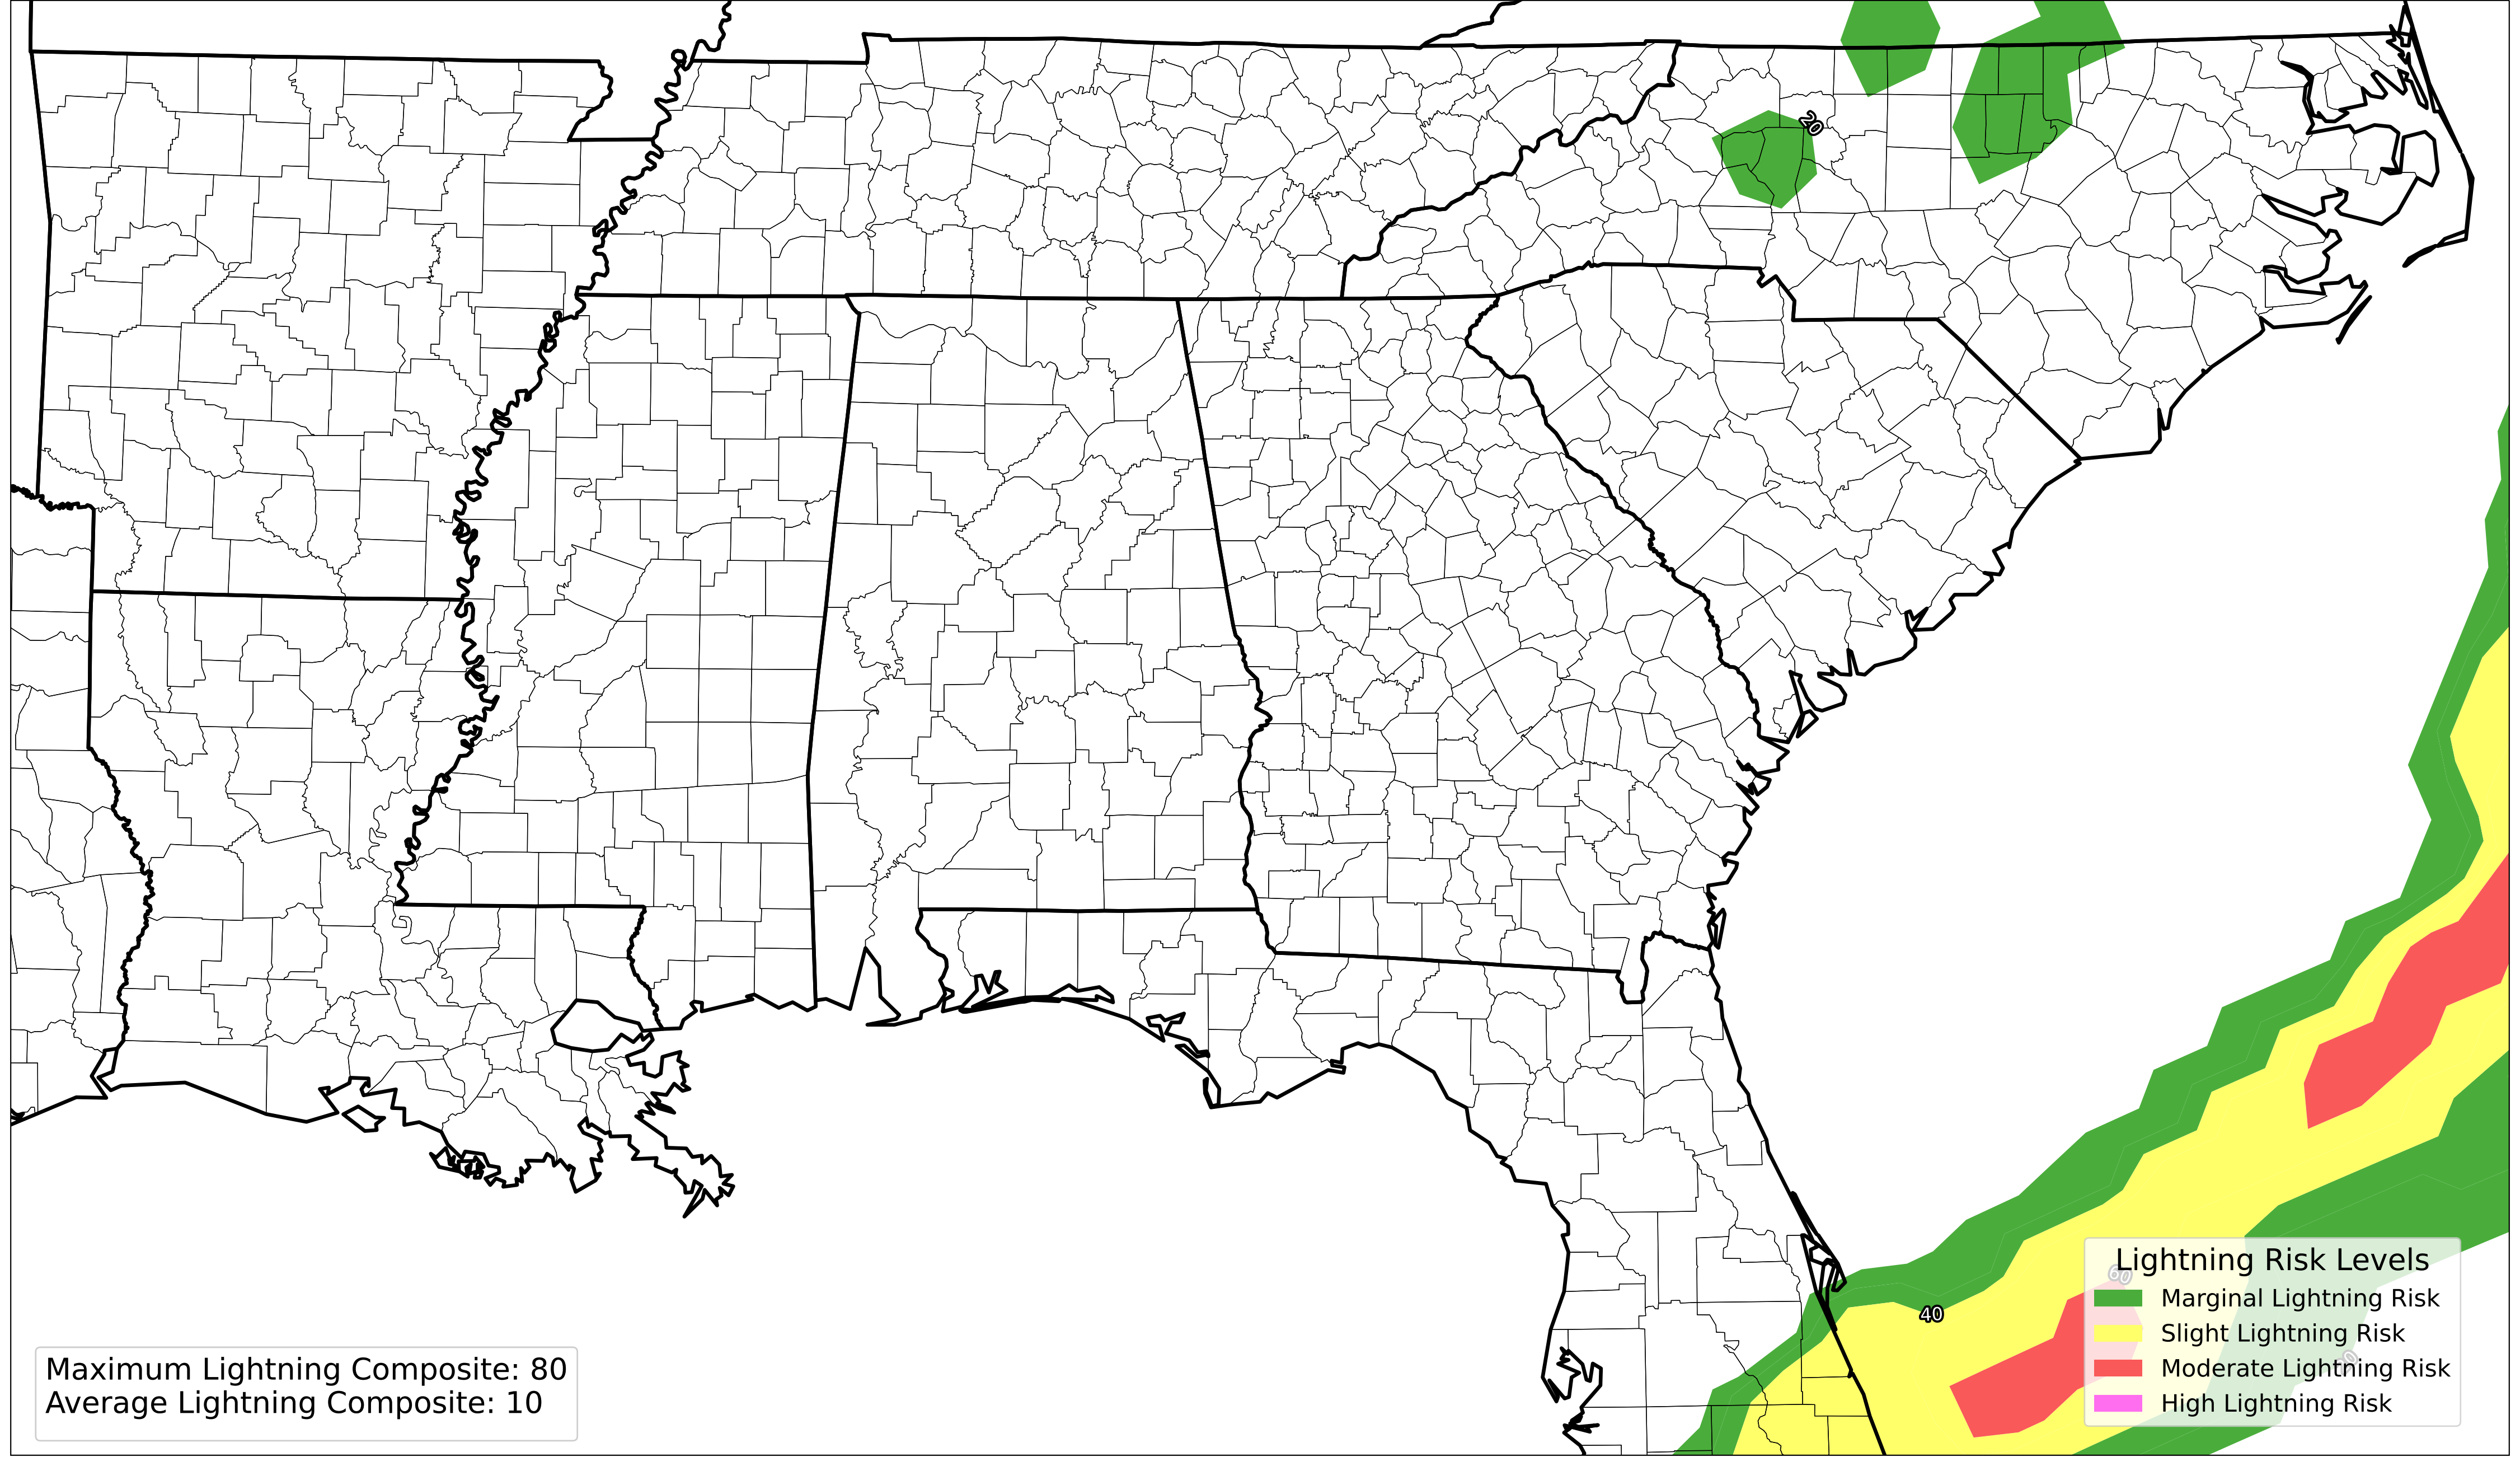 20
40
60
Lightning Risk Levels
Marginal Lightning Risk
Slight Lightning Risk
Moderate Lightning Risk
High Lightning Risk
Maximum Lightning Composite: 80
Average Lightning Composite: 10